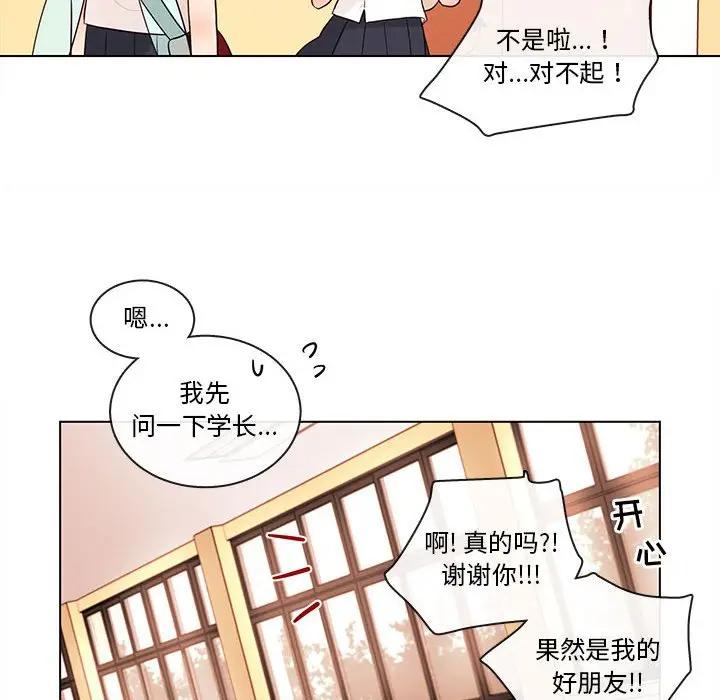 不是啦...！
对...对不起！
嗯...
我先
问一下学长...
开
心
啊! 真的吗?!
谢谢你!!!
果然是我的
好朋友!!